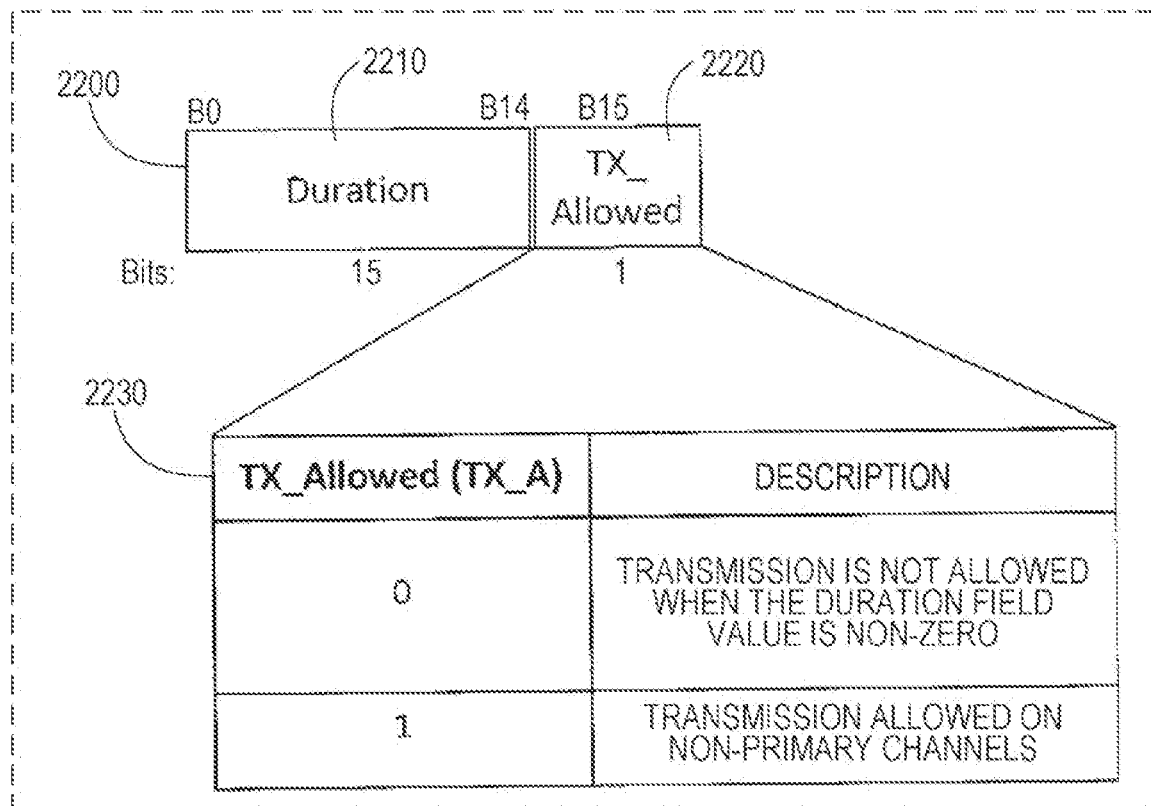 2210
2220
2200
B0
B14
B15
Duration
TX_
Allowed
Bits:
15
1
2230
TX_Allowed (TX_A)
DESCRIPTION
0
TRANSMISSION IS NOT ALLOWED
WHEN THE DURATION FIELD
VALUE IS NON-ZERO
1
TRANSMISSION ALLOWED ON
NON-PRIMARY CHANNELS